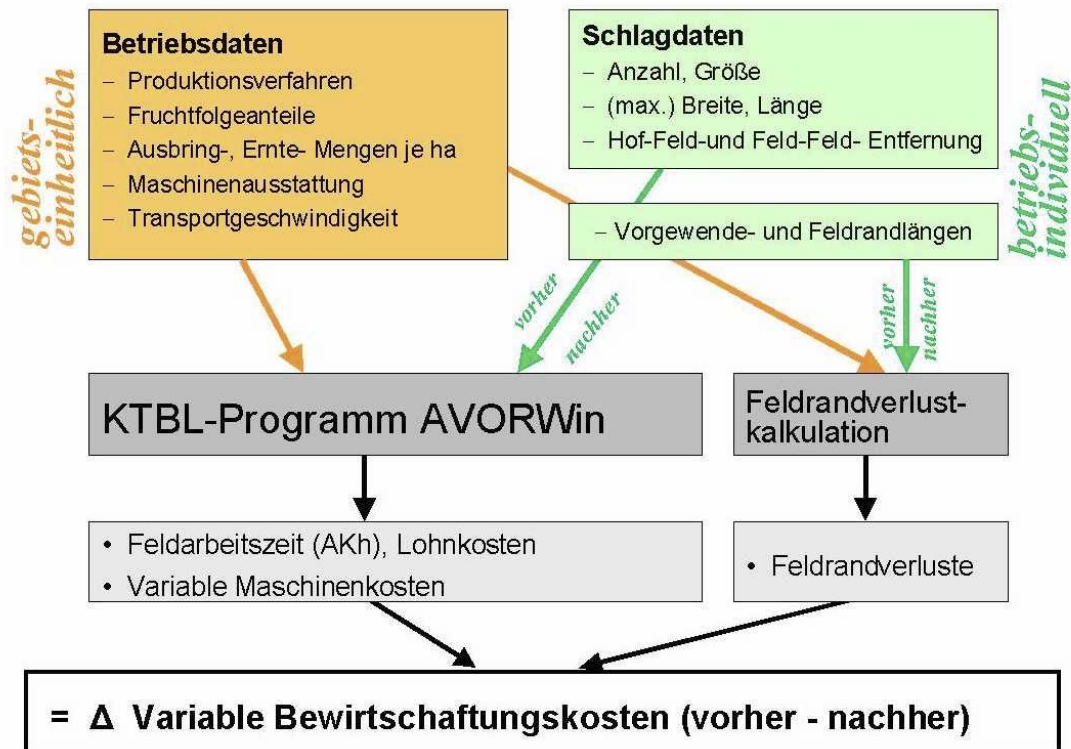 gebiets-
einheitlich
Betriebsdaten
– Produktionsverfahren
– Fruchtfolgeanteile
– Ausbring-, Ernte- Mengen je ha
– Maschinenausstattung
– Transportgeschwindigkeit
Schlagdaten
– Anzahl, Größe
– (max.) Breite, Länge
– Hof-Feld-und Feld-Feld- Entfernung
– Vorgewende- und Feldrandlängen
betriebs-
individuell
vorher
nachher
vorher
nachher
KTBL-Programm AVORWin
Feldrandverlust-
kalkulation
• Feldarbeitszeit (AKh), Lohnkosten
• Variable Maschinenkosten
• Feldrandverluste
= Δ Variable Bewirtschaftungskosten (vorher - nachher)